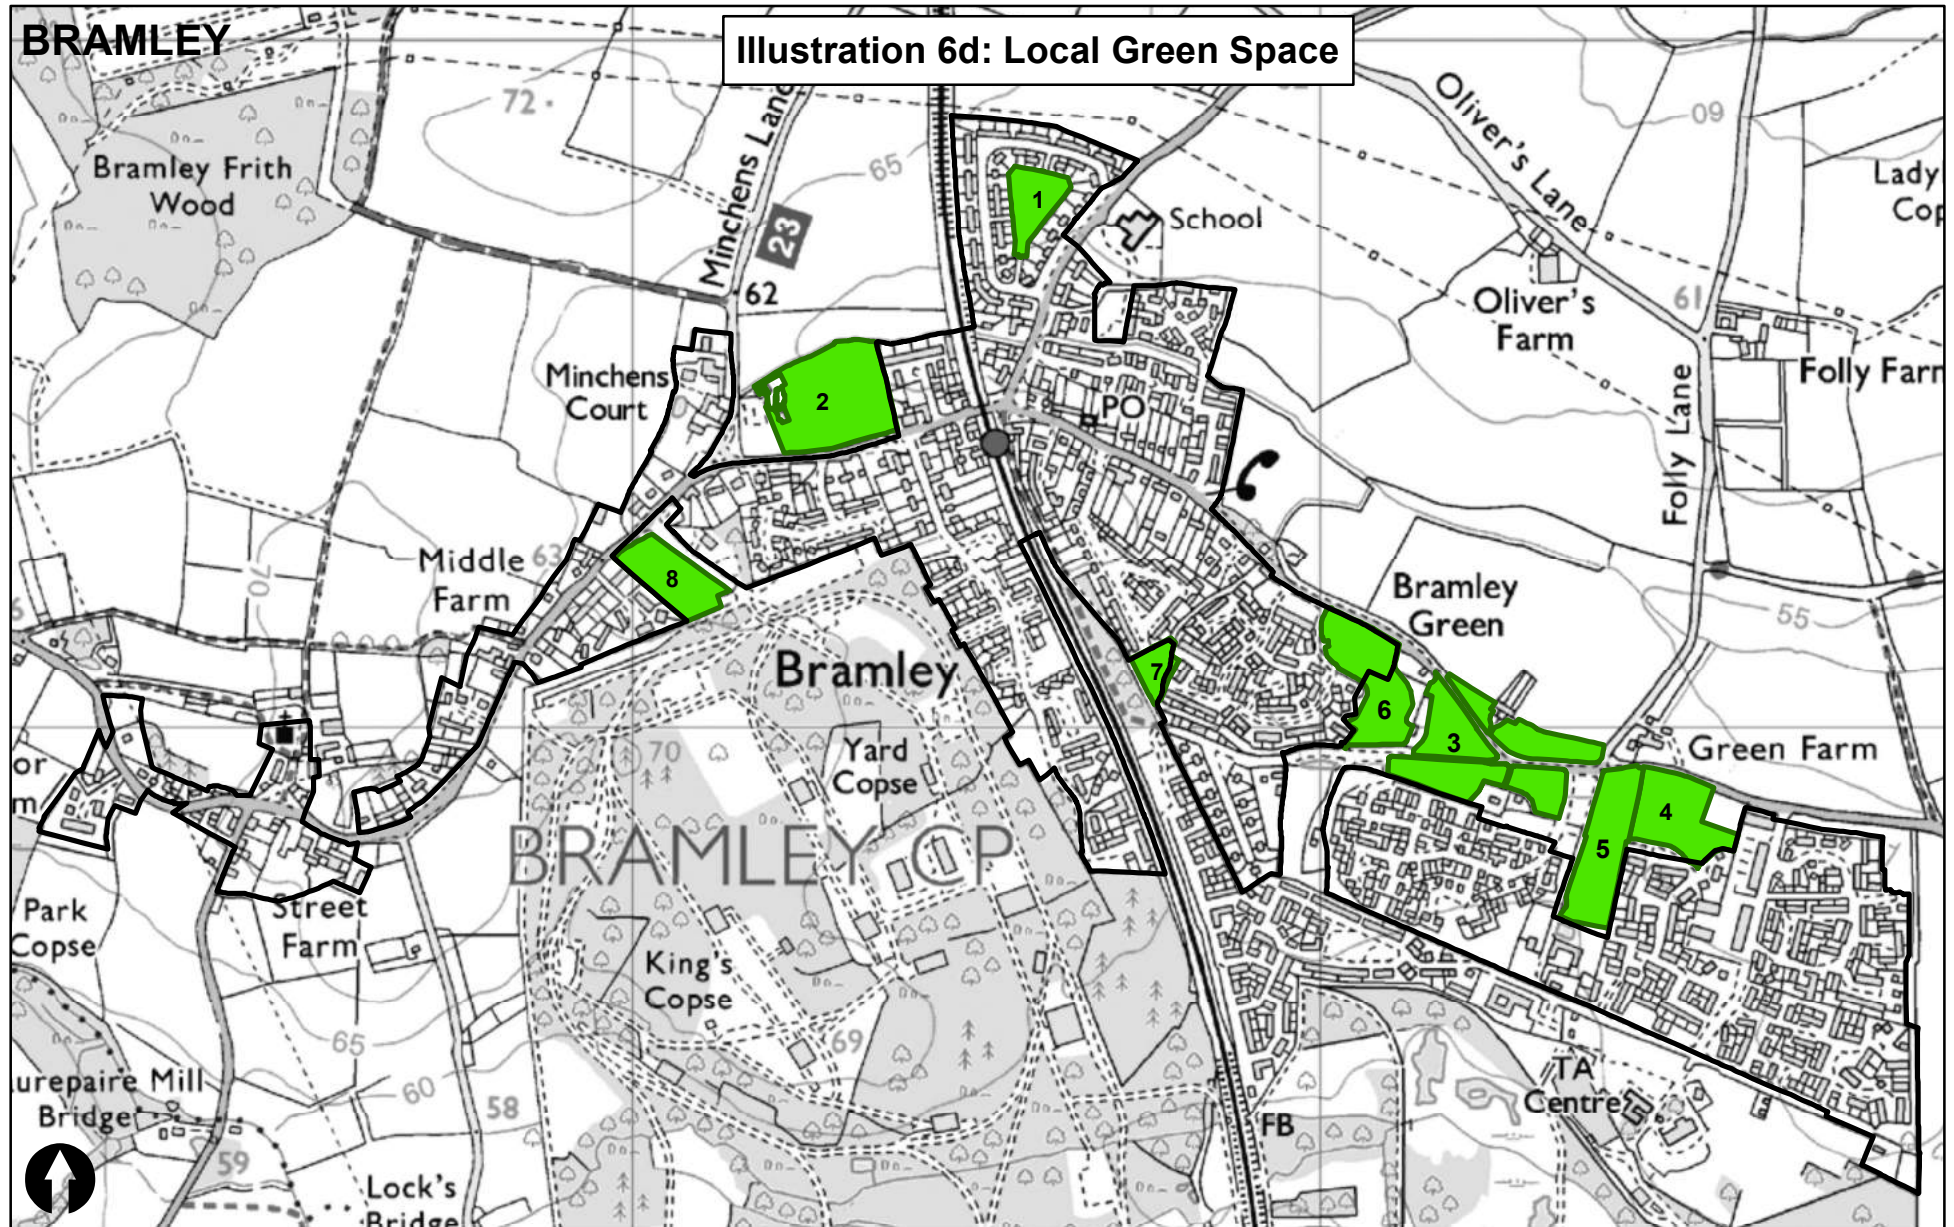 BRAMLEY
Illustration 6d: Local Green Space
72
Bramley Frith
Wood
Minchens Lane
65
23
62
1
School
Oliver's Lane
60
Lady
Cop
Oliver's
Farm
61
Folly Farm
Folly Lane
Minchens
Court
2
PO
Middle
Farm
63
8
70
Bramley
Green
55
Bramley
7
6
3
Green Farm
4
5
or
m
70
Yard
Copse
BRAMLEY CP
Park
Copse
Street
Farm
King's
Copse
69
65
60
58
urepaire Mill
Bridge
59
Lock's
Bridge
TA
Centre
FB